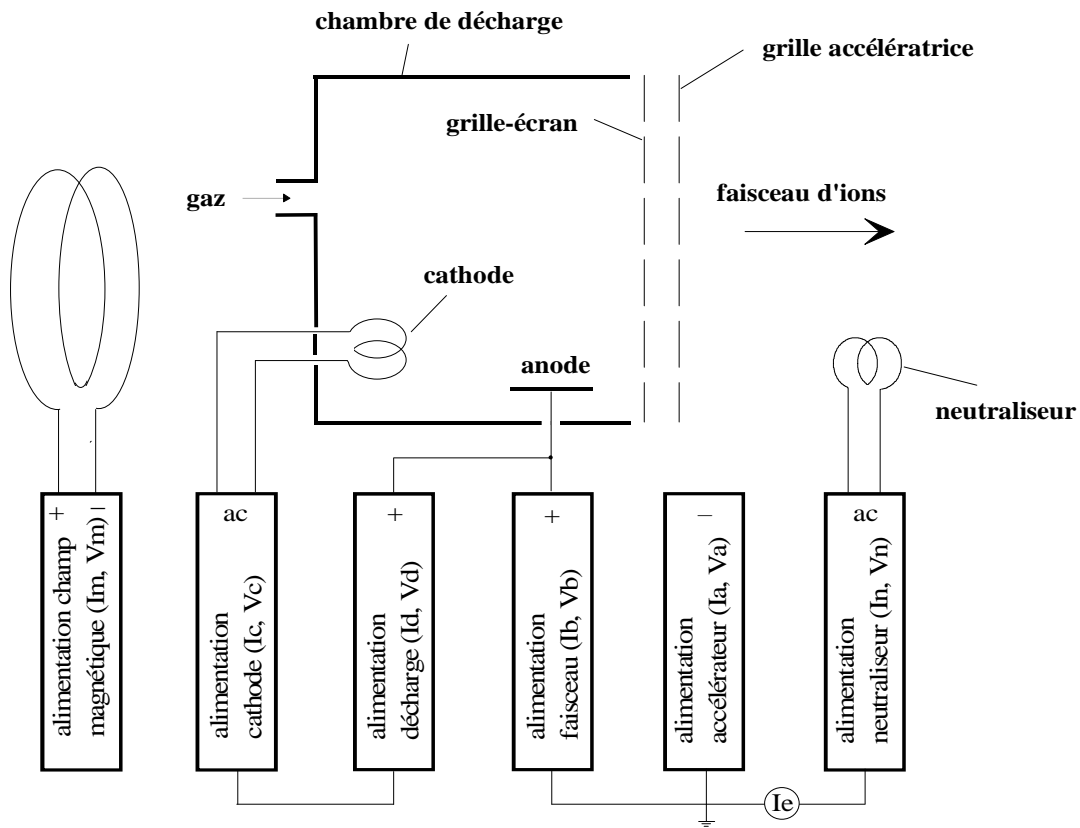 chambre de décharge
grille accélératrice
grille-écran
gaz
faisceau d'ions
cathode
anode
neutraliseur
+ –
alimentation champ
magnétique (Im, Vm)
ac
alimentation
cathode (Ic, Vc)
+
alimentation
décharge (Id, Vd)
+
alimentation
faisceau (Ib, Vb)
–
alimentation
accélérateur (Ia, Va)
ac
alimentation
neutraliseur (In, Vn)
Ie